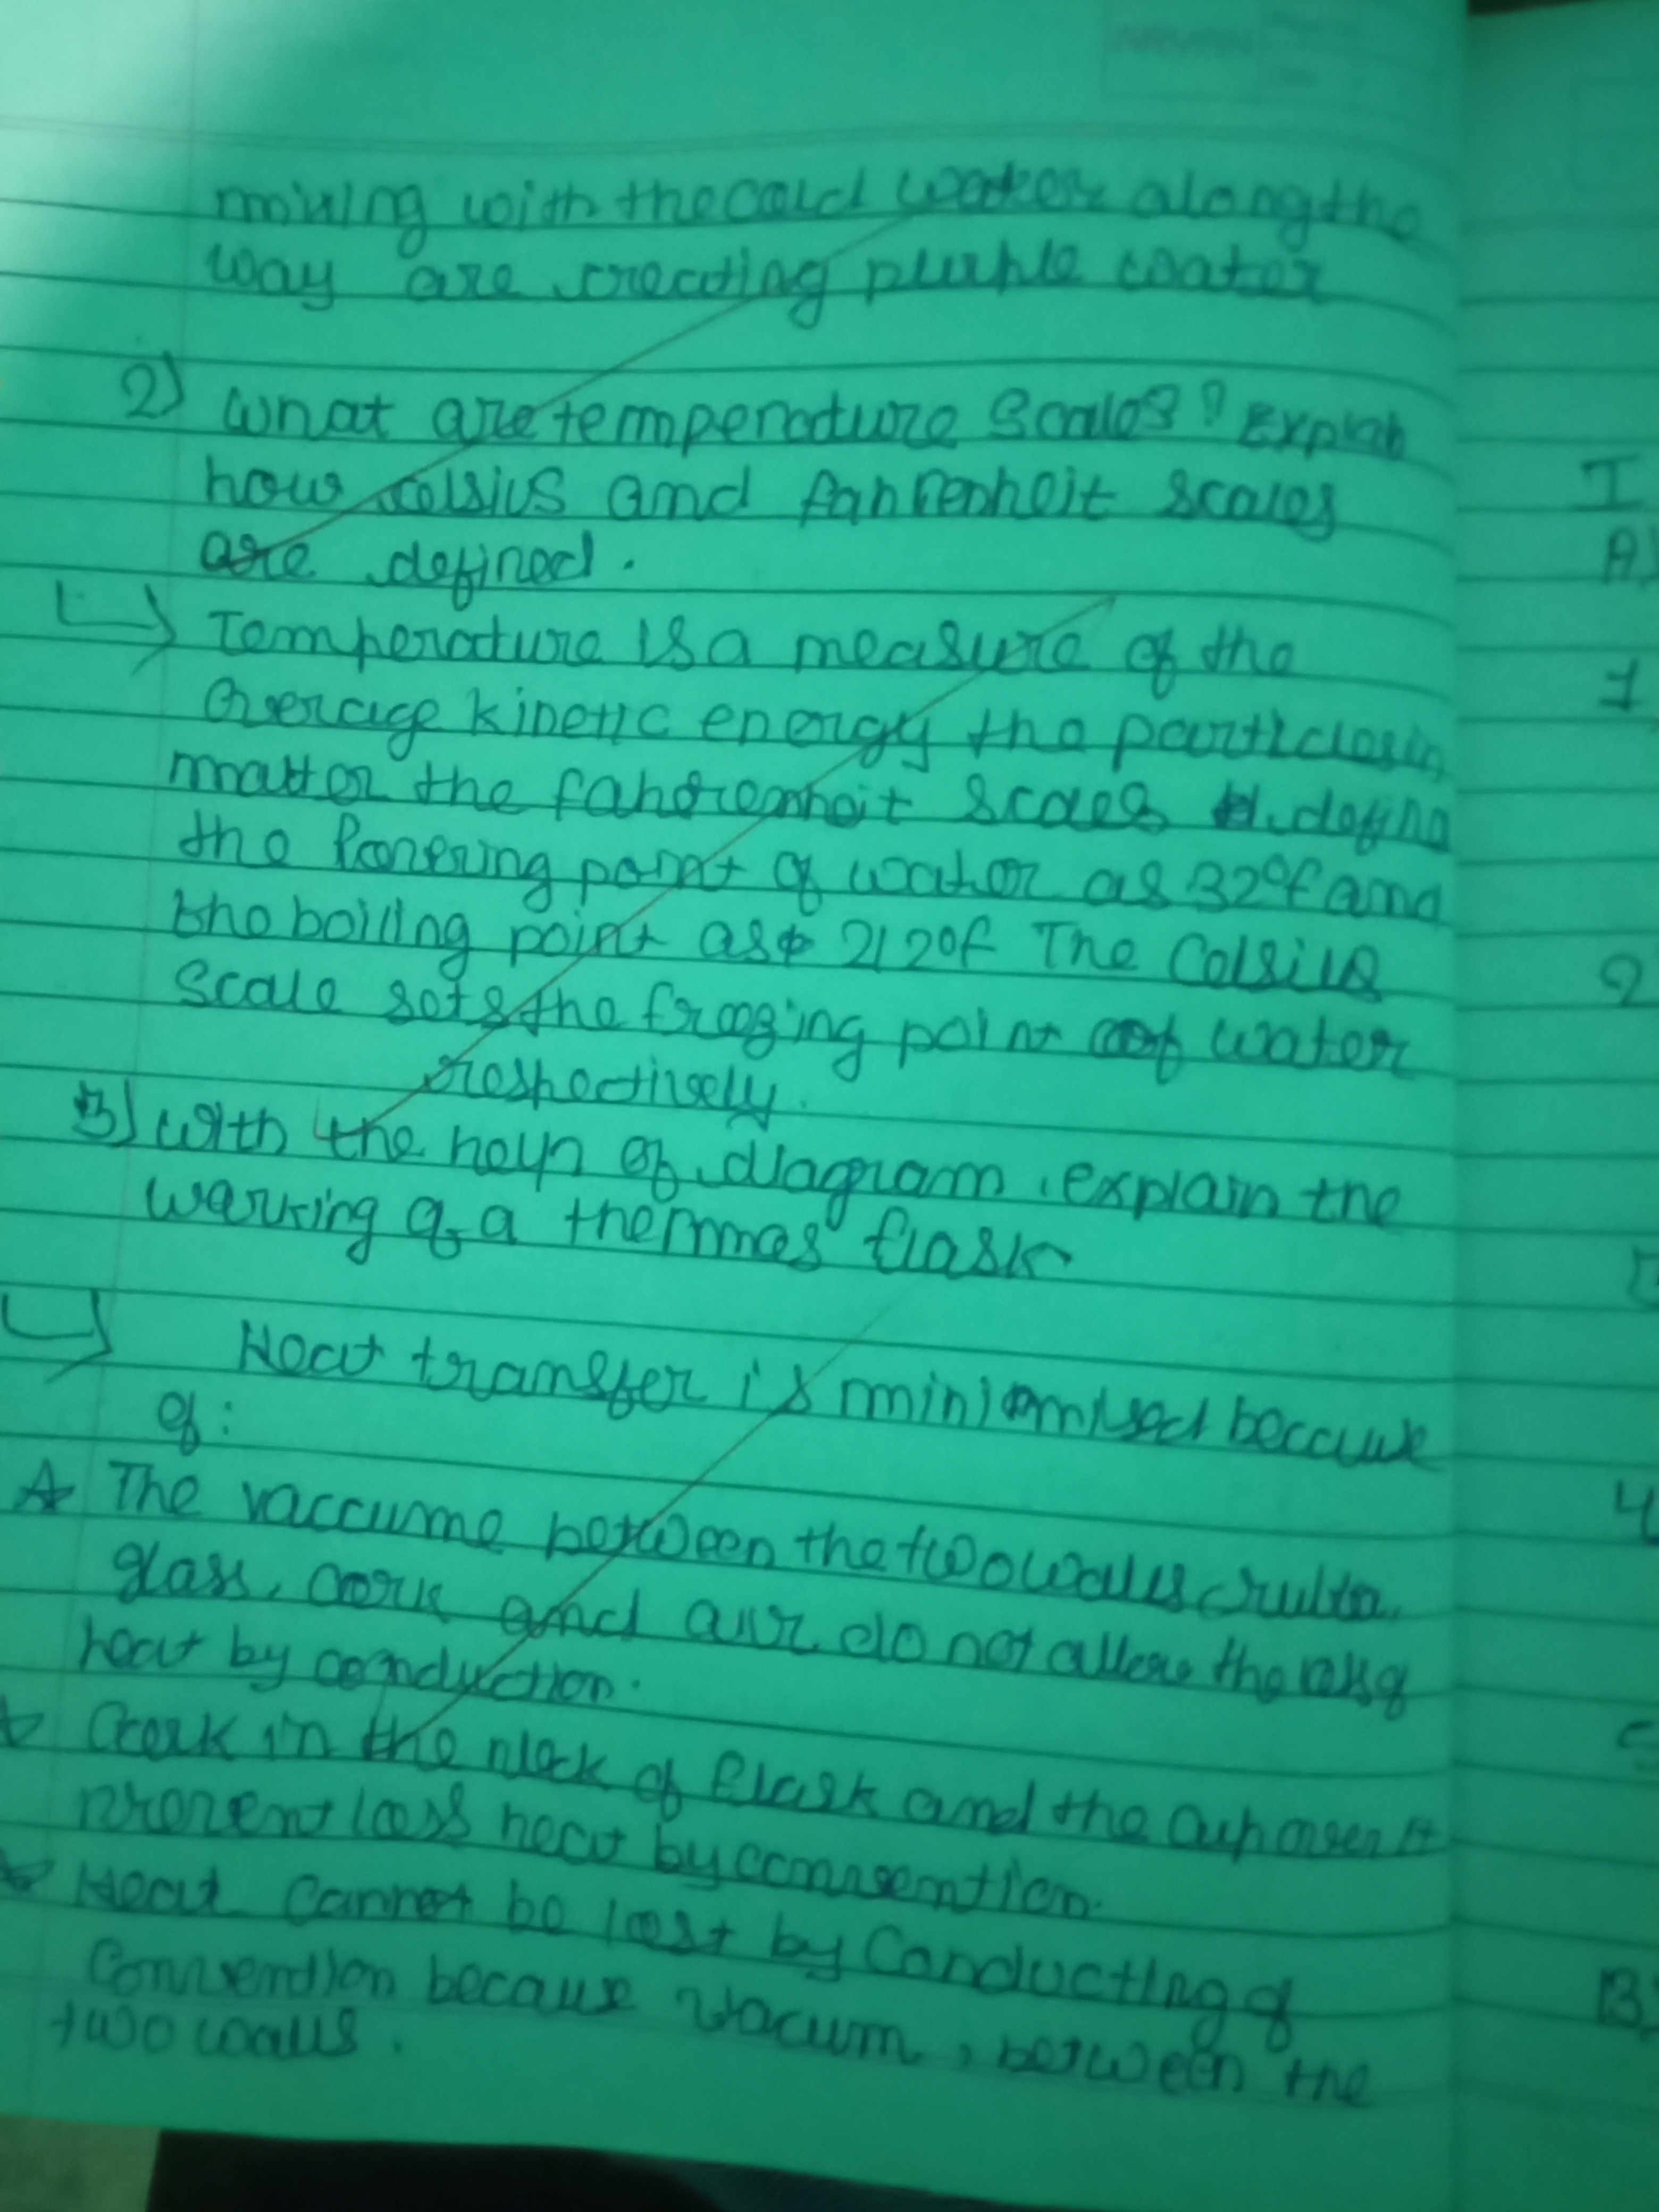 mixing with the cold water along the
way are creating purple water
2) What are temperature Scales? Explain
how celsius and fahrenheit scales
are defined.
Temperature is a measure of the
average kinetic energy the particles in
matter the fahrenheit Scales define
the point of water as 32°f and
the boiling point as 212°f The Celsius
Scale sets the freezing point of water
respectively.
3) with the help of diagram, explain the
working of a thermos flask
Heat transfer is minimised because
of:
The vaccume between the two walls
glass, cork and air do not allow the of
heat by conduction.
Cork in the neck of flask and the cup over it
prevent loss heat by convention.
Heat cannot be lost by Conducting of
Convention because vacum, between the
two walls.
I
A)
1
2
4
5
B)